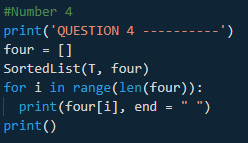 #Number 4
print('QUESTION 4 ----------')
four = []
SortedList(T, four)
for i in range(len(four)):
  print(four[i], end = " ")
print()